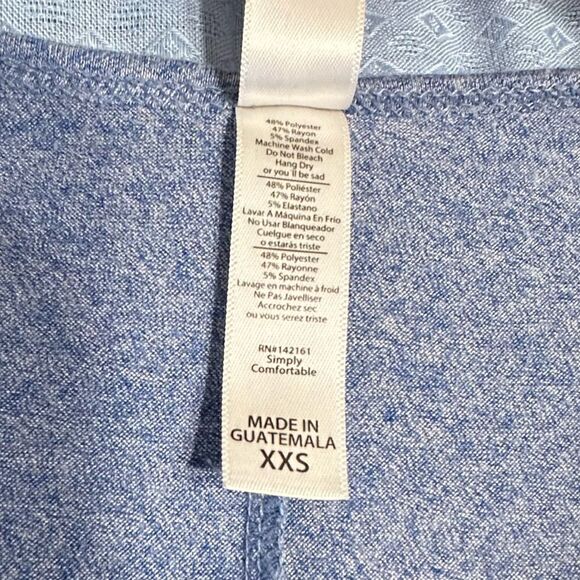 48% Polyester
47% Rayon
5% Spandex
Machine Wash Cold
Do Not Bleach
Hang Dry
or you'll be sad
48% Poliéster
47% Rayón
5% Elastano
Lavar A Máquina En Frio
No Usar Blanqueador
Cuelgue en seco
o estarás triste
48% Polyester
47% Rayonne
5% Spandex
Lavage en machine à froid
Ne Pas Javelliser
Accrochez sec
ou vous serez triste
RN#142161
Simply
Comfortable
MADE IN
GUATEMALA
XXS